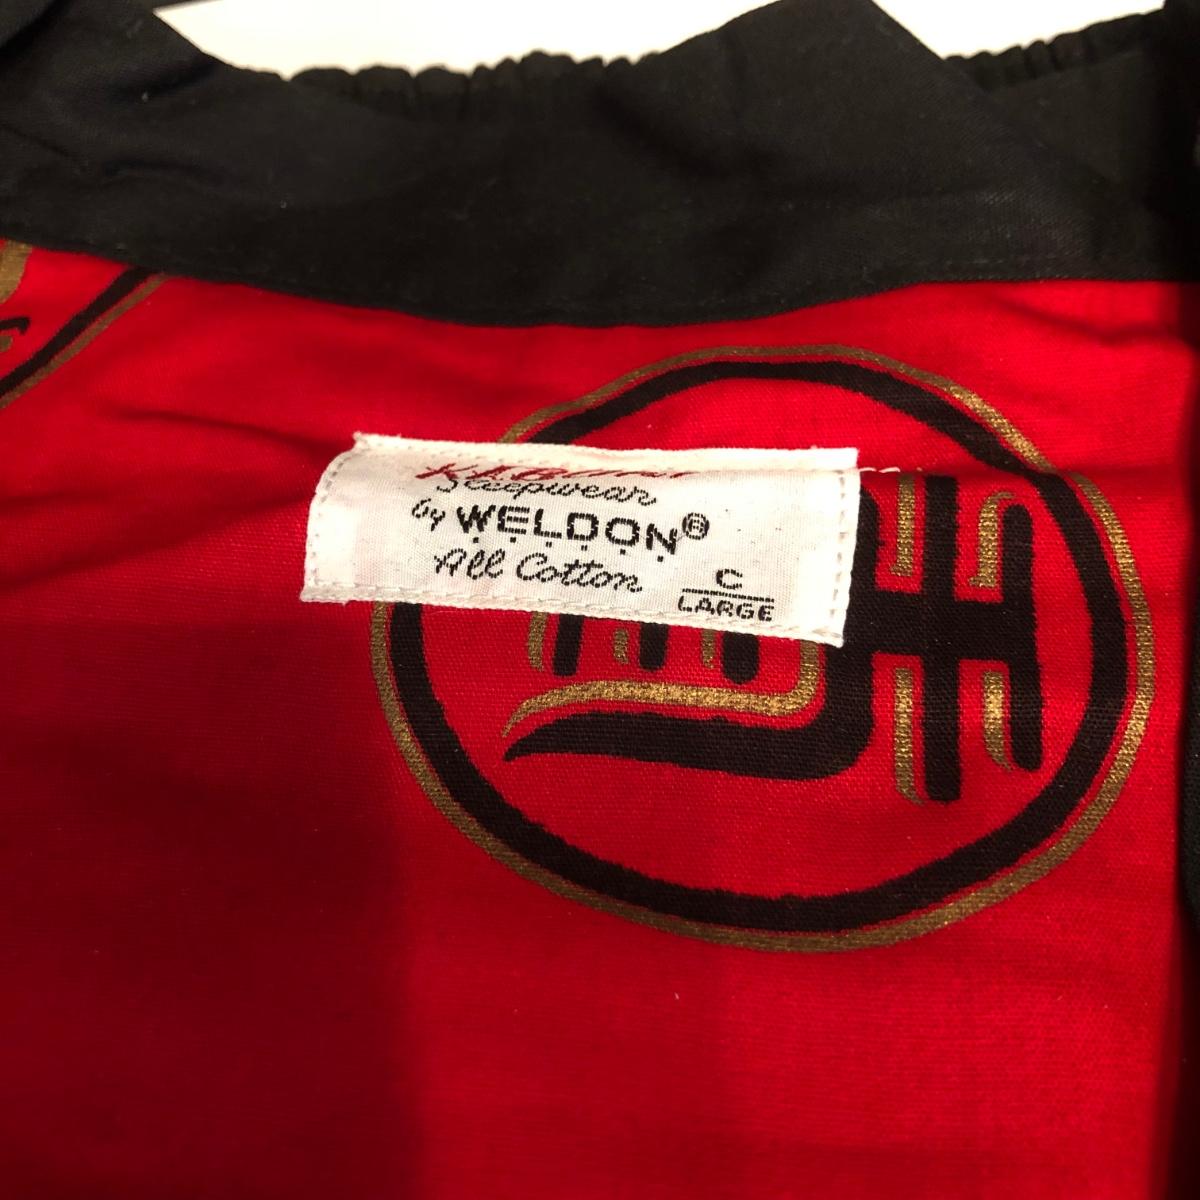 Sleepwear
by WELDON®
All Cotton
C
LARGE